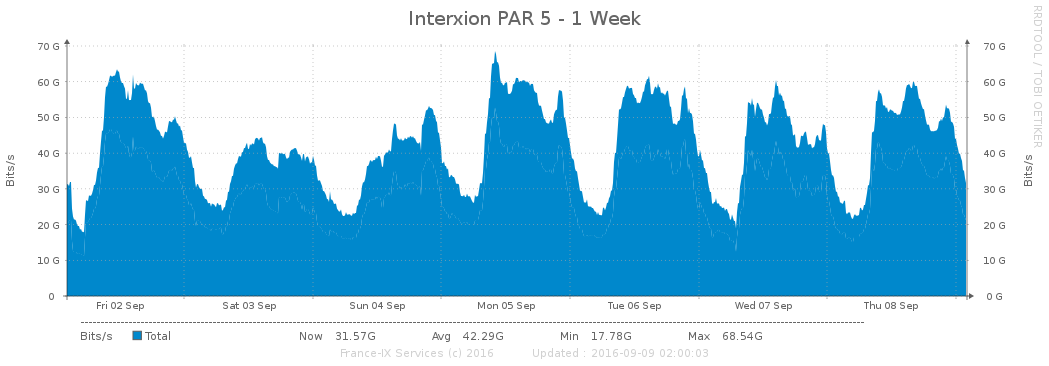 Interxion PAR 5 - 1 Week
RRDTOOL / TOBI OETIKER
Bits/s
Bits/s
70 G
60 G
50 G
40 G
30 G
20 G
10 G
0
70 G
60 G
50 G
40 G
30 G
20 G
10 G
0 G
Fri 02 Sep Sat 03 Sep Sun 04 Sep Mon 05 Sep Tue 06 Sep Wed 07 Sep Thu 08 Sep
Bits/s Total Now 31.57G Avg 42.29G Min 17.78G Max 68.54G
France-IX Services (c) 2016 Updated : 2016-09-09 02:00:03